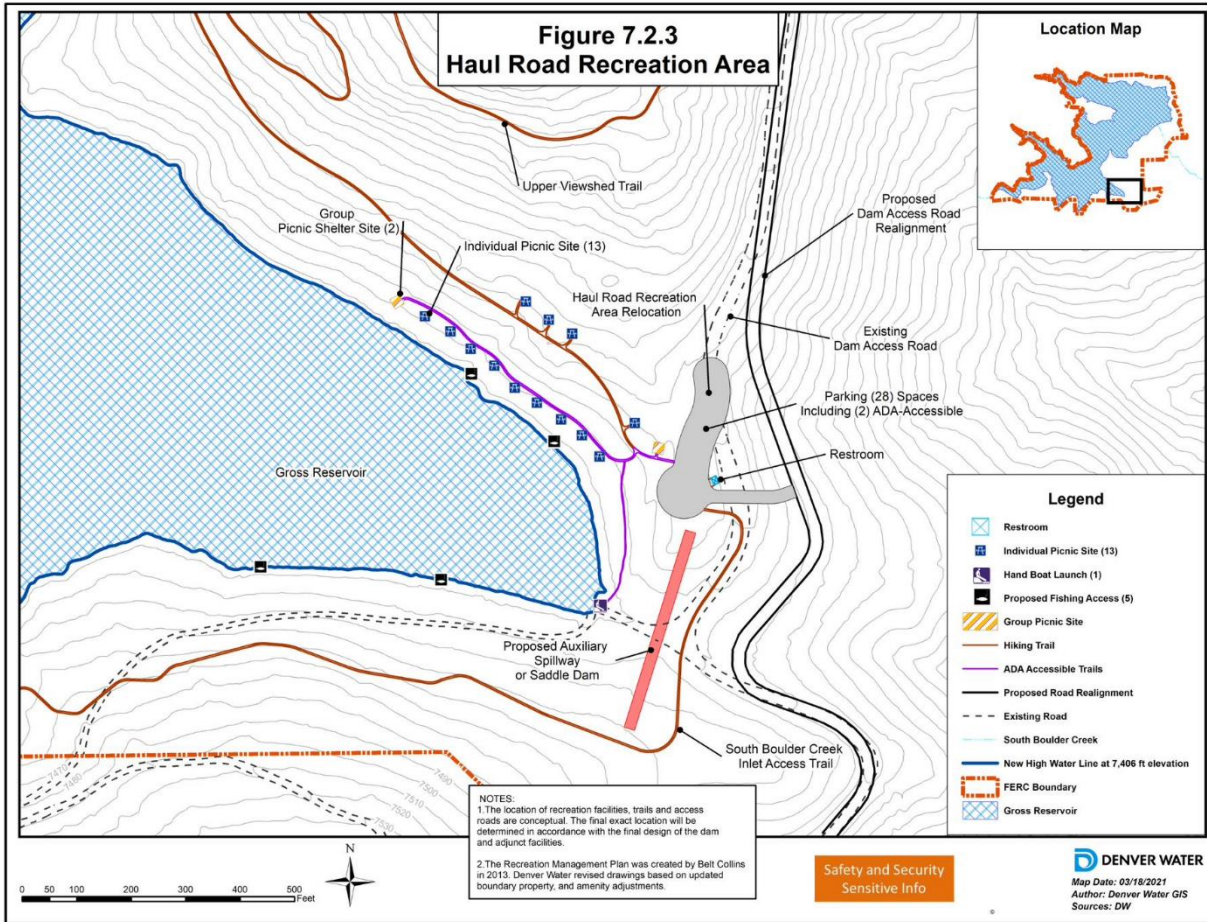 Figure 7.2.3
Haul Road Recreation Area
Location Map
Upper Viewshed Trail
Group
Picnic Shelter Site (2)
Individual Picnic Site (13)
Proposed
Dam Access Road
Realignment
Haul Road Recreation
Area Relocation
Existing
Dam Access Road
Parking (28) Spaces
Including (2) ADA-Accessible
Restroom
Gross Reservoir
Proposed Auxiliary
Spillway
or Saddle Dam
South Boulder Creek
Inlet Access Trail
7470
7480
7490
7500
7510
7520
7530
Legend
Restroom
Individual Picnic Site (13)
Hand Boat Launch (1)
Proposed Fishing Access (5)
Group Picnic Site
Hiking Trail
ADA Accessible Trails
Proposed Road Realignment
Existing Road
South Boulder Creek
New High Water Line at 7,406 ft elevation
FERC Boundary
Gross Reservoir
NOTES:
1.The location of recreation facilities, trails and access
roads are conceptual. The final exact location will be
determined in accordance with the final design of the dam
and adjunct facilities.
2.The Recreation Management Plan was created by Belt Collins
in 2013. Denver Water revised drawings based on updated
boundary property, and amenity adjustments.
N
0 50 100 200 300 400 500
Feet
Safety and Security
Sensitive Info
DENVER WATER
Map Date: 03/18/2021
Author: Denver Water GIS
Sources: DW